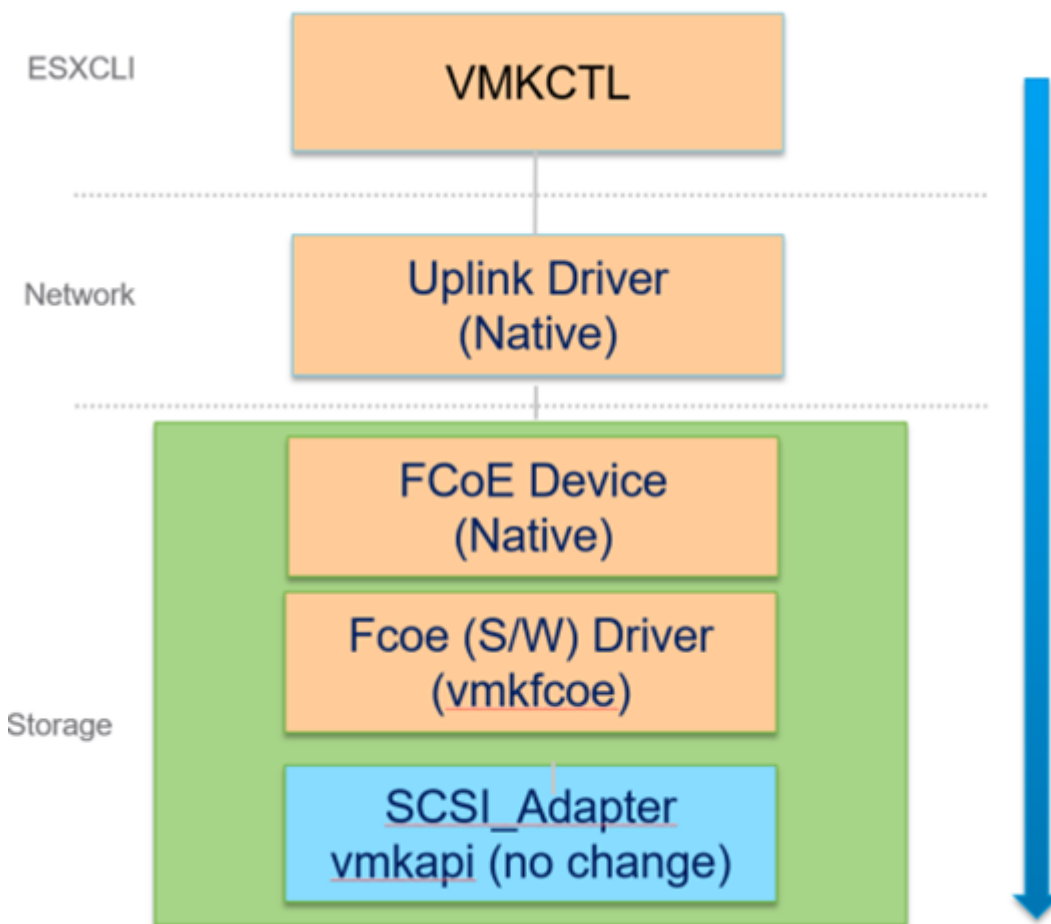 ESXCLI
VMKCTL
Network
Uplink Driver
(Native)
FCoE Device
(Native)
Fcoe (S/W) Driver
(vmkfcoe)
Storage
SCSI_Adapter
vmkapi (no change)